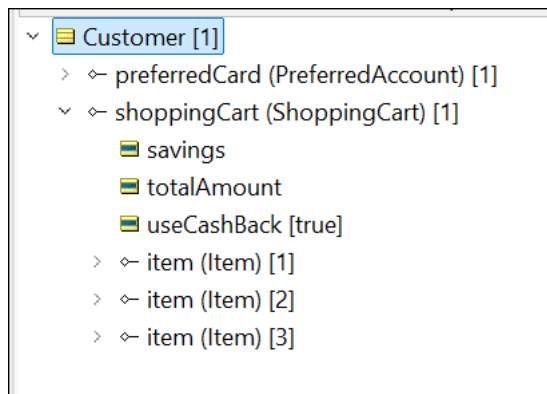 Customer [1]
preferredCard (PreferredAccount) [1]
shoppingCart (ShoppingCart) [1]
savings
totalAmount
useCashBack [true]
item (Item) [1]
item (Item) [2]
item (Item) [3]